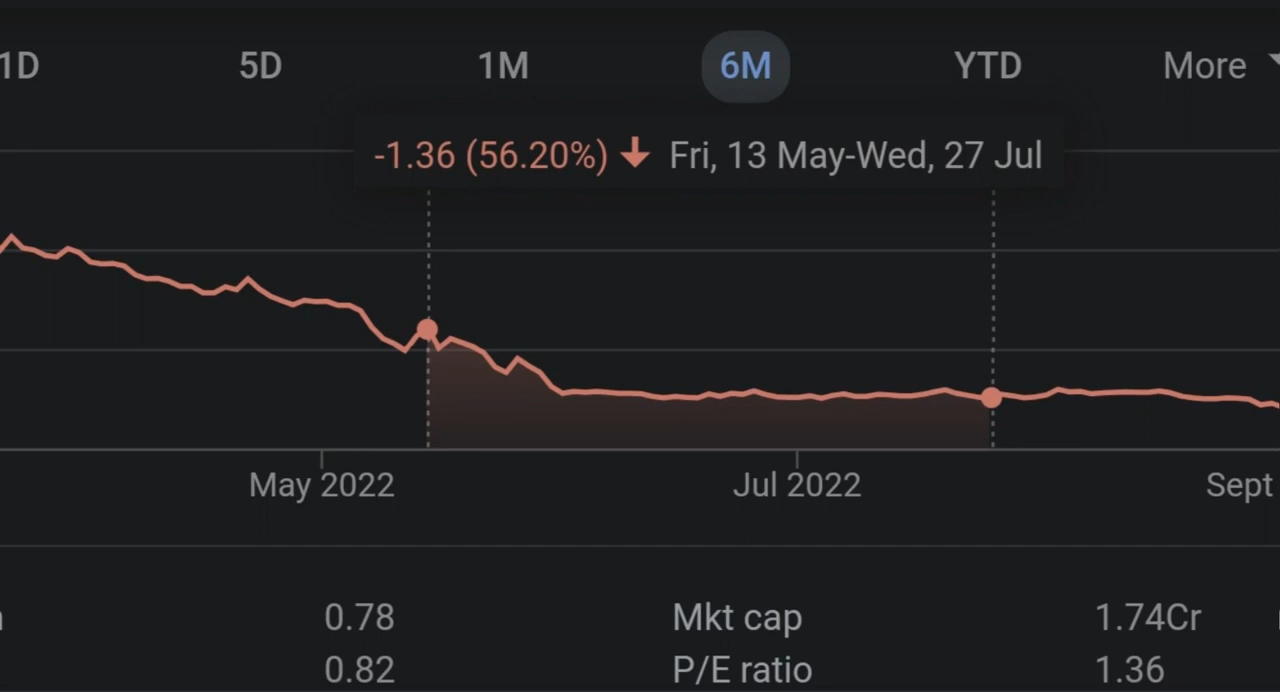 1D 5D 1M 6M YTD More
-1.36 (56.20%) Fri, 13 May-Wed, 27 Jul
May 2022 Jul 2022 Sept
0.78 Mkt cap 1.74Cr
0.82 P/E ratio 1.36